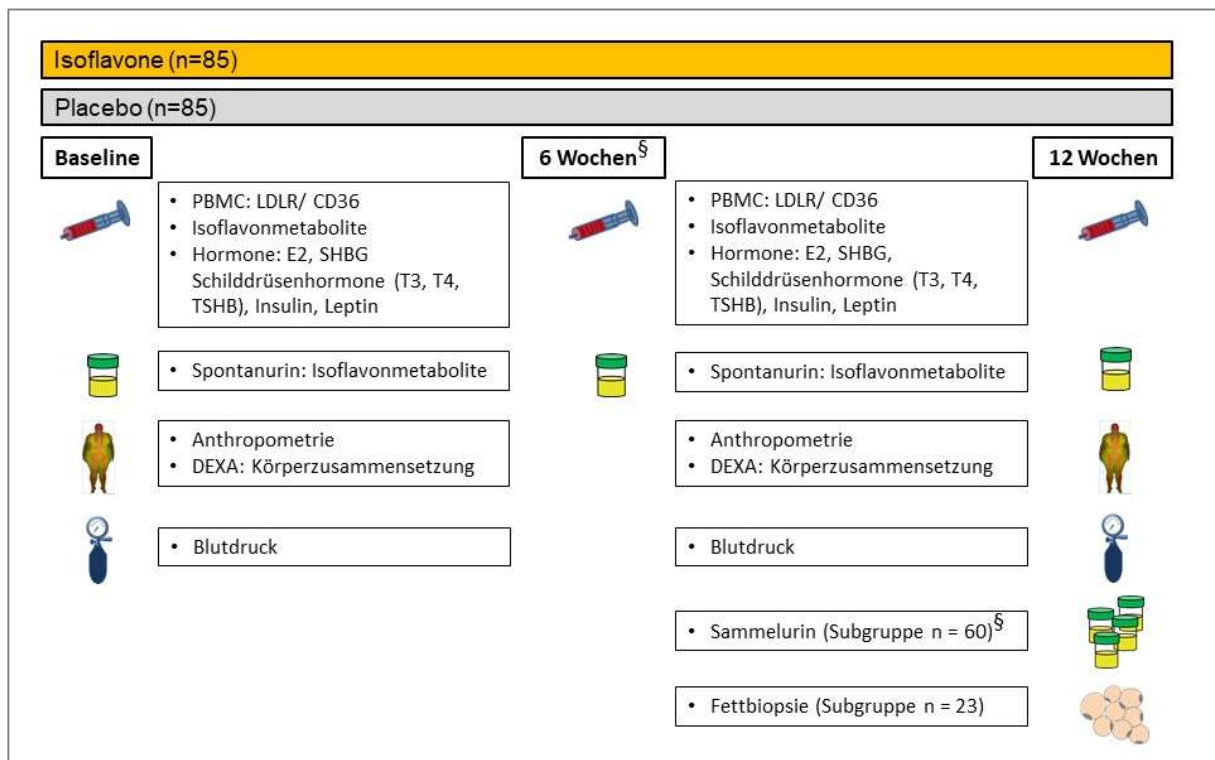 Isoflavone (n=85)
Placebo (n=85)
Baseline
6 Wochen§
12 Wochen
• PBMC: LDLR/ CD36
• Isoflavonmetabolite
• Hormone: E2, SHBG
Schilddrüsenhormone (T3, T4,
TSHB), Insulin, Leptin
• PBMC: LDLR/ CD36
• Isoflavonmetabolite
• Hormone: E2, SHBG,
Schilddrüsenhormone (T3, T4,
TSHB), Insulin, Leptin
• Spontanurin: Isoflavonmetabolite
• Spontanurin: Isoflavonmetabolite
• Anthropometrie
• DEXA: Körperzusammensetzung
• Anthropometrie
• DEXA: Körperzusammensetzung
• Blutdruck
• Blutdruck
• Sammelurin (Subgruppe n = 60)§
• Fettbiopsie (Subgruppe n = 23)